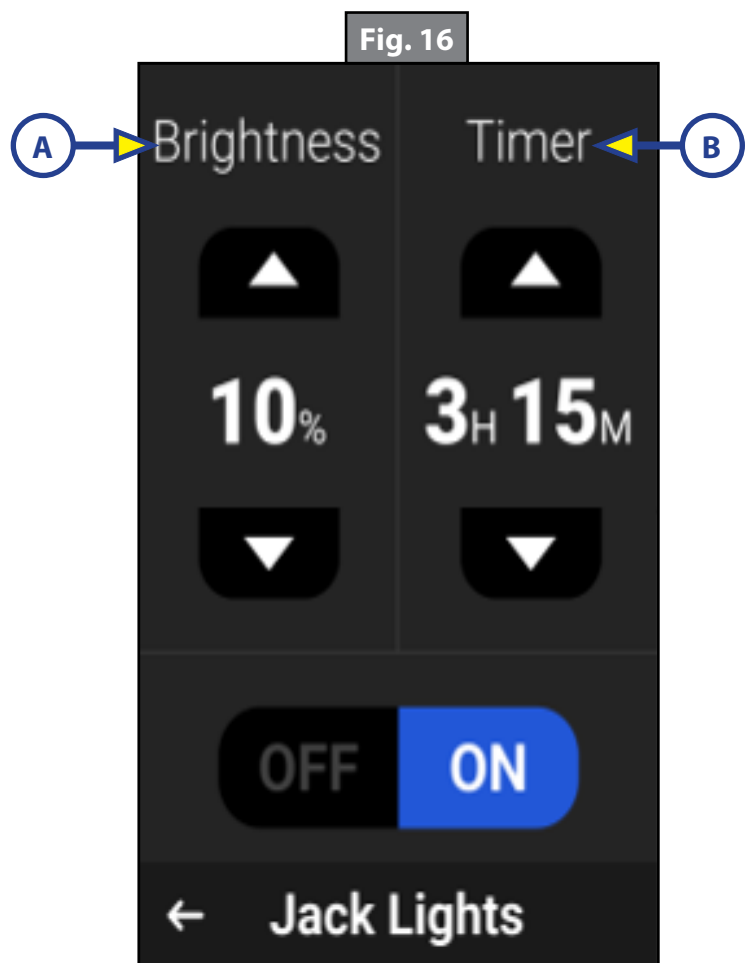 Fig. 16
A Brightness Timer B
10% 3H 15M
OFF ON
← Jack Lights